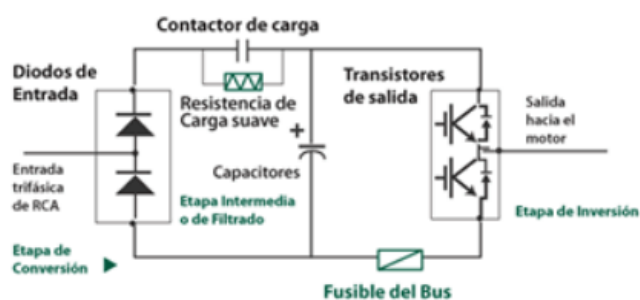 Contactor de carga
Diodos de
Entrada
Resistencia de
Carga suave
Transistores
de salida
Salida
hacia el
motor
+
Capacitores
Entrada
trifásica
de RCA
Etapa Intermedia
o de Filtrado
Etapa de Inversión
Etapa de
Conversión
Fusible del Bus